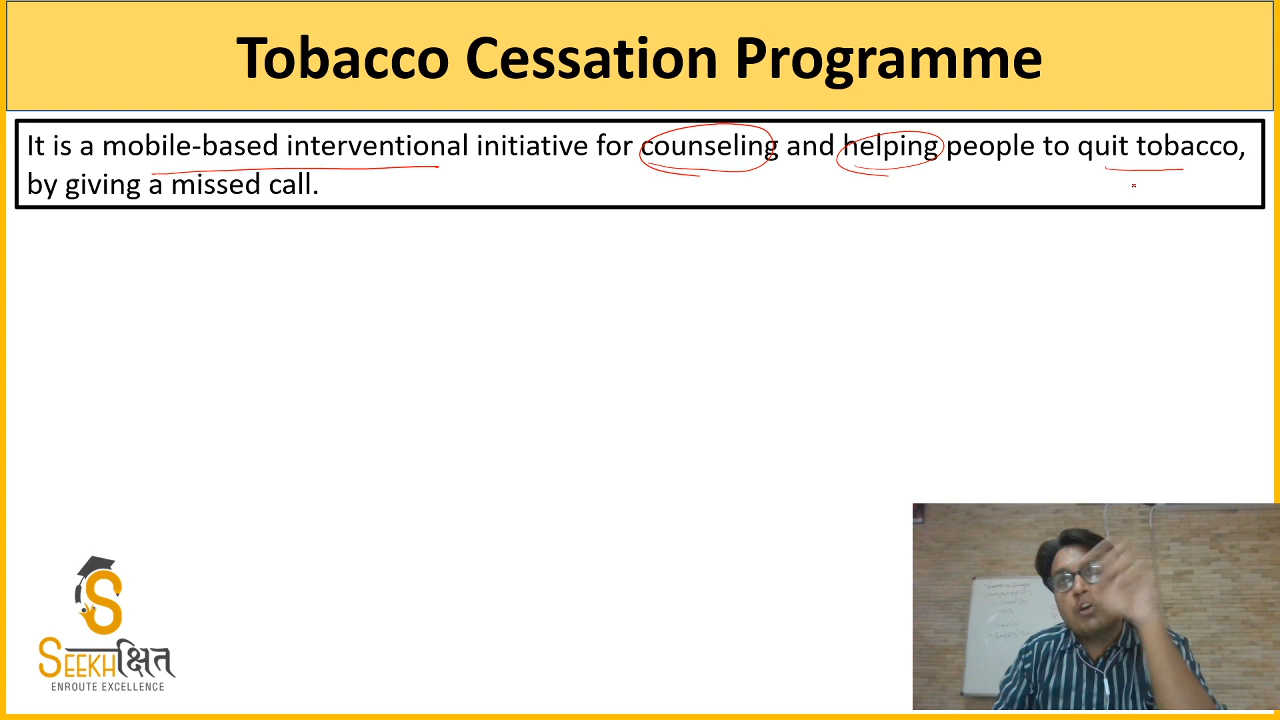 Tobacco Cessation Programme
It is a mobile-based interventional initiative for counseling and helping people to quit tobacco,
by giving a missed call.
S
SEEKHक्षित
ENROUTE EXCELLENCE